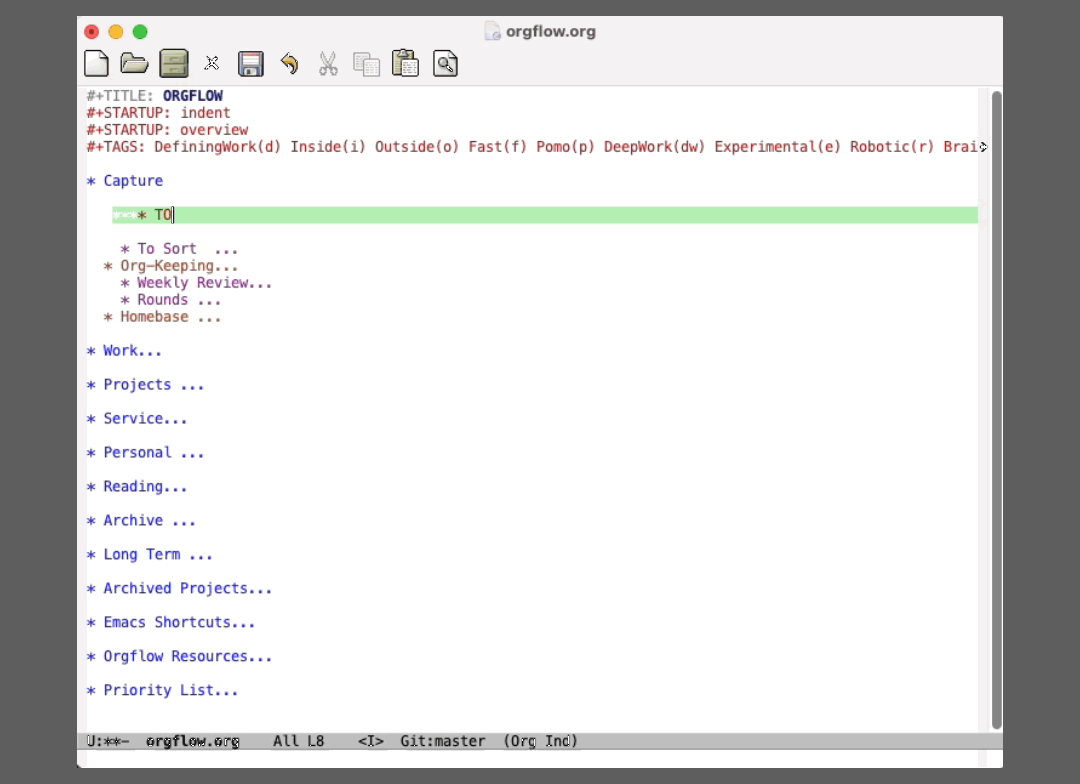 orgflow.org
#+TITLE: ORGFLOW
#+STARTUP: indent
#+STARTUP: overview
#+TAGS: DefiningWork(d) Inside(i) Outside(o) Fast(f) Pomo(p) DeepWork(dw) Experimental(e) Robotic(r) Brai
* Capture
**** TO
* To Sort ...
* Org-Keeping...
* Weekly Review...
* Rounds ...
* Homebase ...
* Work...
* Projects ...
* Service...
* Personal ...
* Reading...
* Archive ...
* Long Term ...
* Archived Projects...
* Emacs Shortcuts...
* Orgflow Resources...
* Priority List...
U:**- orgflow.org All L8 <I> Git:master (Org Ind)